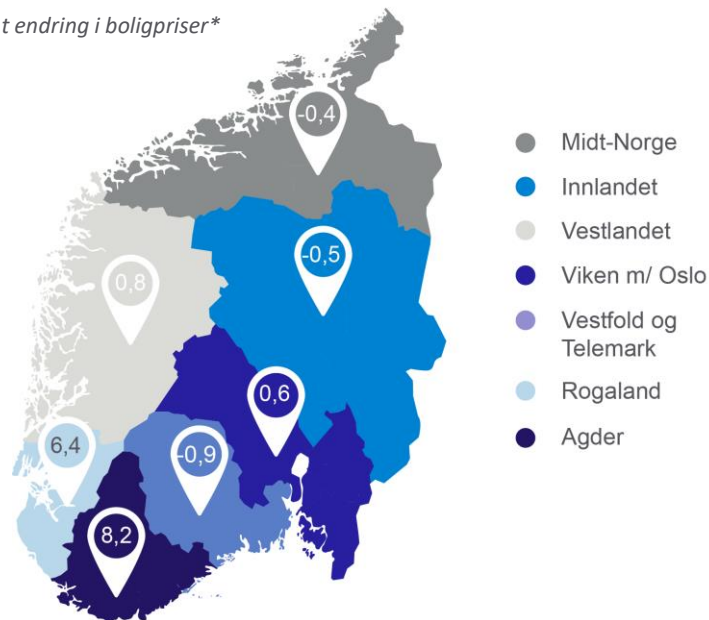 t endring i boligpriser*
-0,4
-0,5
0,8
0,6
6,4
-0,9
8,2
Midt-Norge
Innlandet
Vestlandet
Viken m/ Oslo
Vestfold og
Telemark
Rogaland
Agder